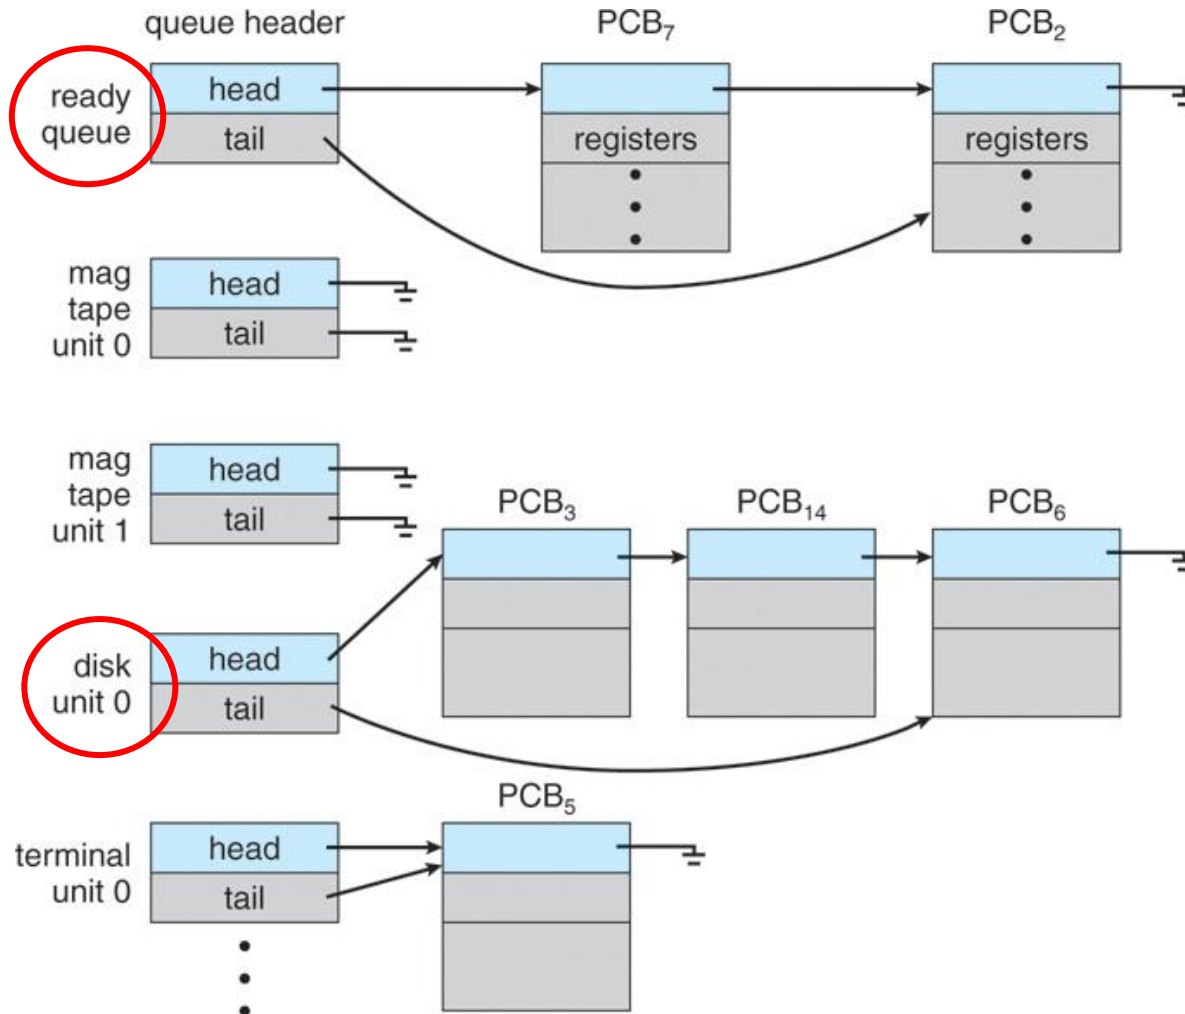 queue header
PCB₇
PCB₂
ready
queue
head
tail
registers
registers
mag
tape
unit 0
head
tail
mag
tape
unit 1
head
tail
PCB₃
PCB₁₄
PCB₆
disk
unit 0
head
tail
PCB₅
terminal
unit 0
head
tail